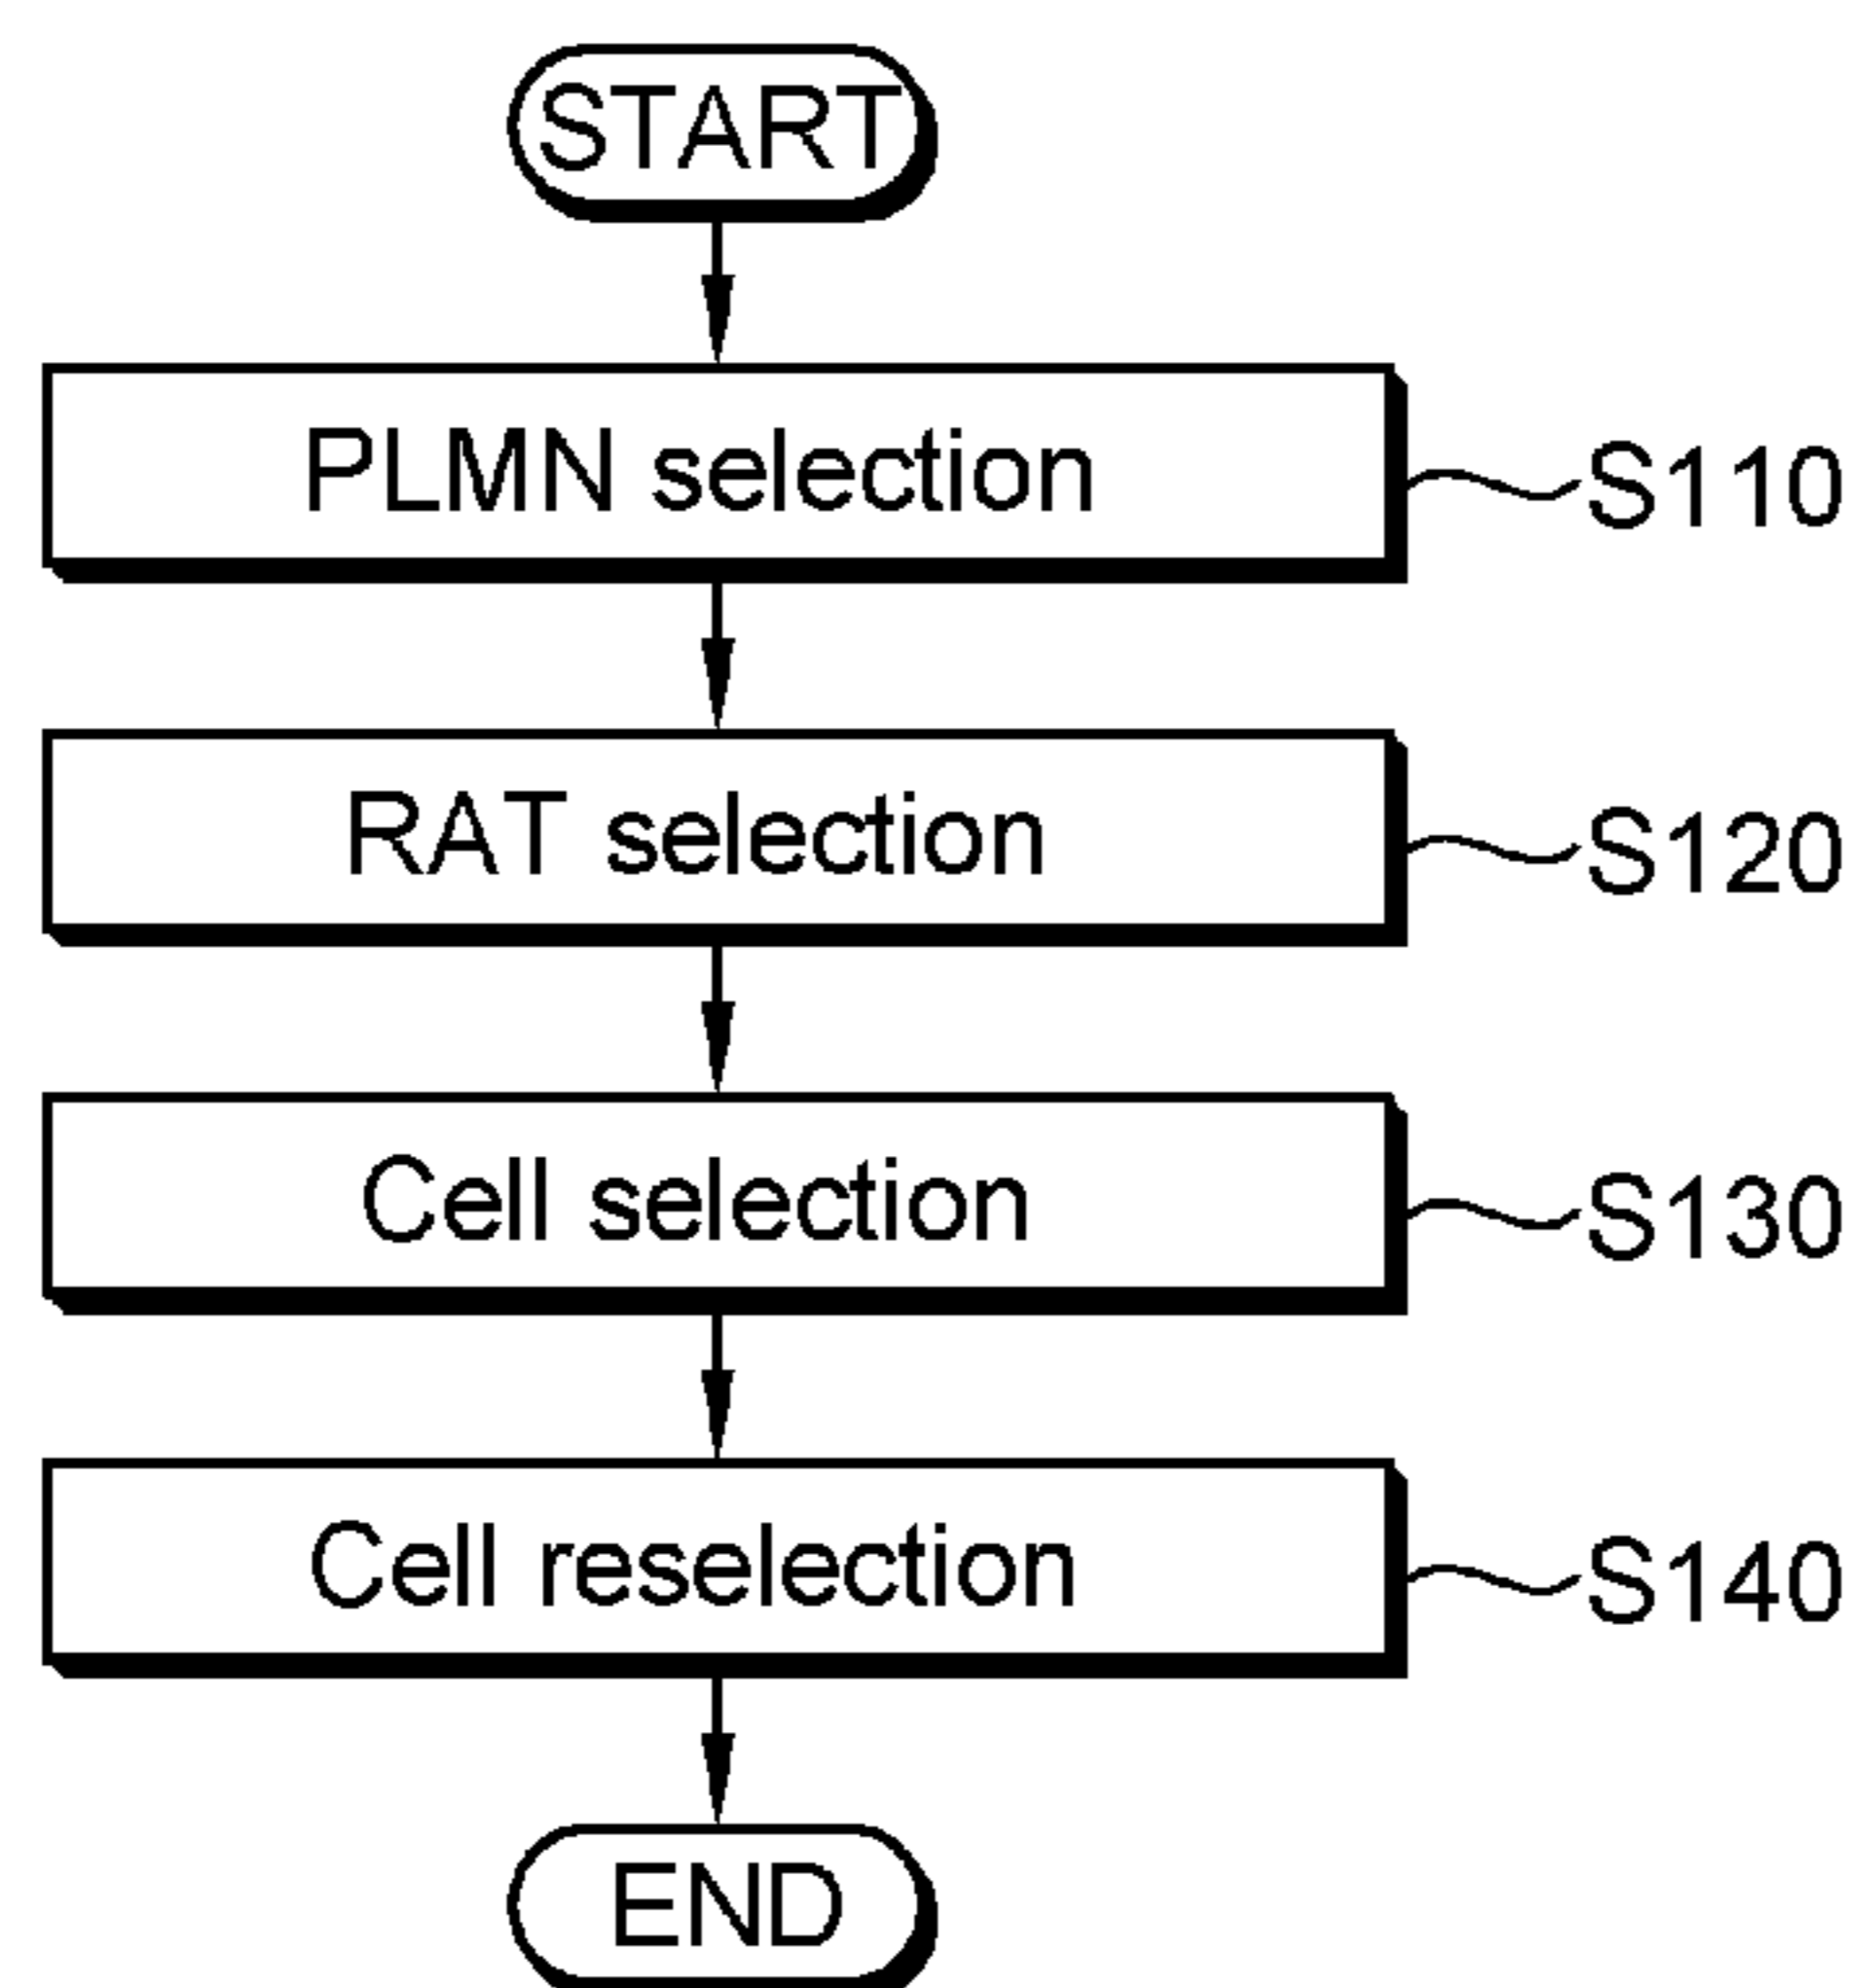 START
PLMN selection
S110
RAT selection
S120
Cell selection
S130
Cell reselection
S140
END